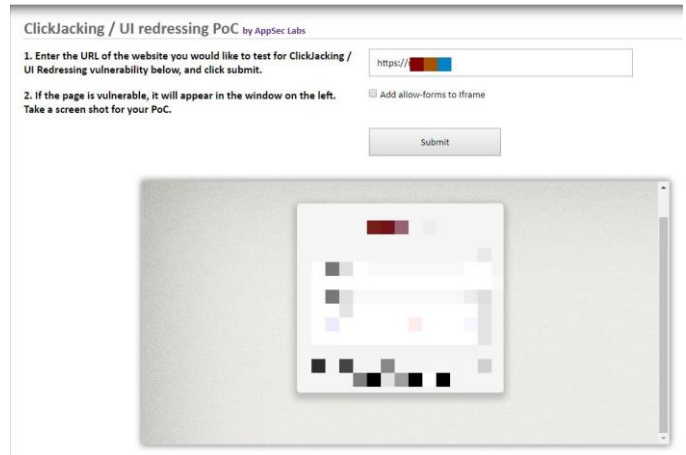 ClickJacking / UI redressing PoC by AppSec Labs
1. Enter the URL of the website you would like to test for ClickJacking /
UI Redressing vulnerability below, and click submit.
https://
2. If the page is vulnerable, it will appear in the window on the left.
Take a screen shot for your PoC.
Add allow-forms to Iframe
Submit